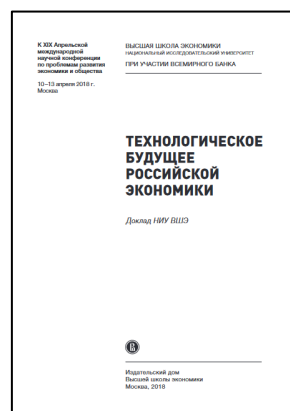 К XIX Апрельской
международной
научной конференции
по проблемам развития
экономики и общества
10–13 апреля 2018 г.
Москва
ВЫСШАЯ ШКОЛА ЭКОНОМИКИ
НАЦИОНАЛЬНЫЙ ИССЛЕДОВАТЕЛЬСКИЙ УНИВЕРСИТЕТ
ПРИ УЧАСТИИ ВСЕМИРНОГО БАНКА
ТЕХНОЛОГИЧЕСКОЕ
БУДУЩЕЕ
РОССИЙСКОЙ
ЭКОНОМИКИ
Доклад НИУ ВШЭ
Издательский дом
Высшей школы экономики
Москва, 2018